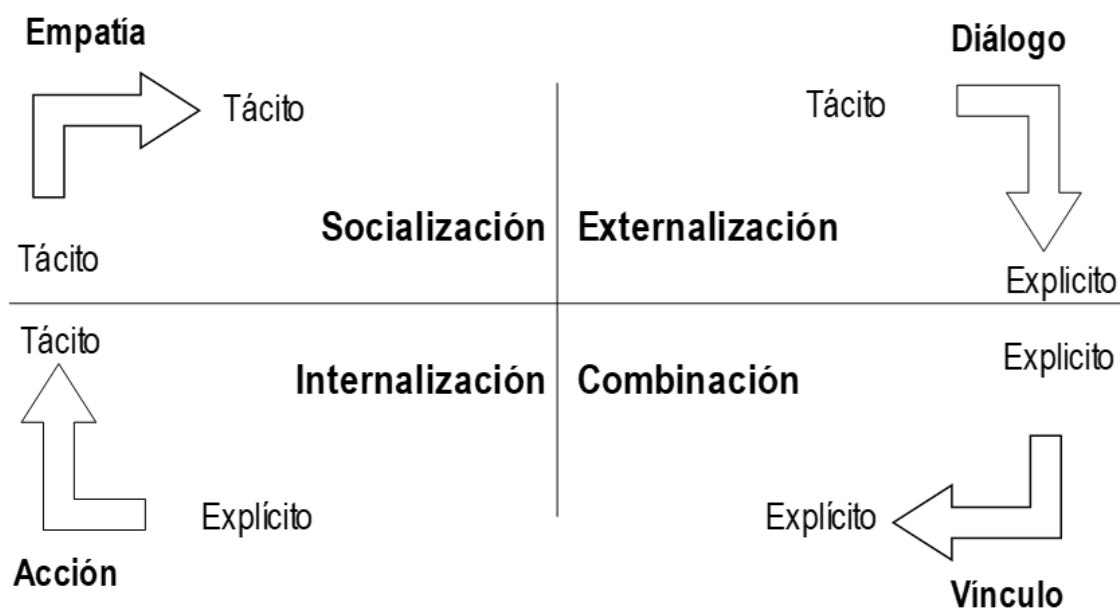 Empatía
Diálogo
Tácito
Tácito
Socialización
Externalización
Tácito
Explicito
Tácito
Explicito
Internalización
Combinación
Explícito
Explícito
Acción
Vínculo